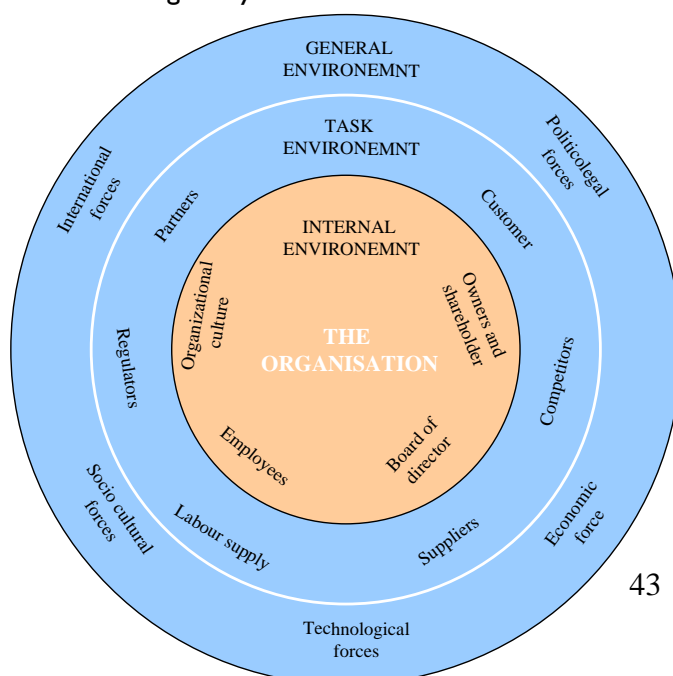 GENERAL
ENVIRONEMNT
TASK
ENVIRONEMNT
INTERNAL
ENVIRONEMNT
THE
ORGANISATION
International
forces
Politicolegal
forces
Partners
Customer
Organizational
culture
Owners and
shareholder
Regulators
Competitors
Employees
Board of
director
Socio cultural
forces
Labour supply
Suppliers
Economic
force
Technological
forces
43